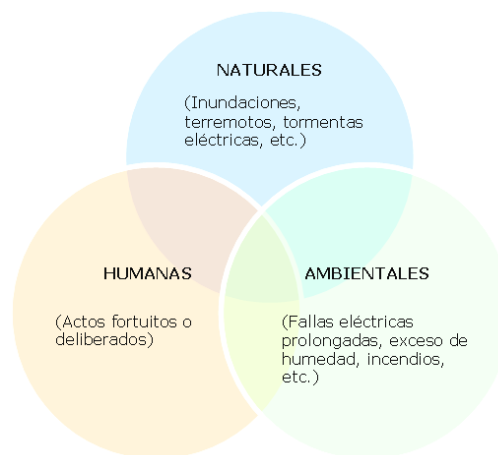 NATURALES
(Inundaciones,
terremotos, tormentas
eléctricas, etc.)
HUMANAS
(Actos fortuitos o
deliberados)
AMBIENTALES
(Fallas eléctricas
prolongadas, exceso de
humedad, incendios,
etc.)